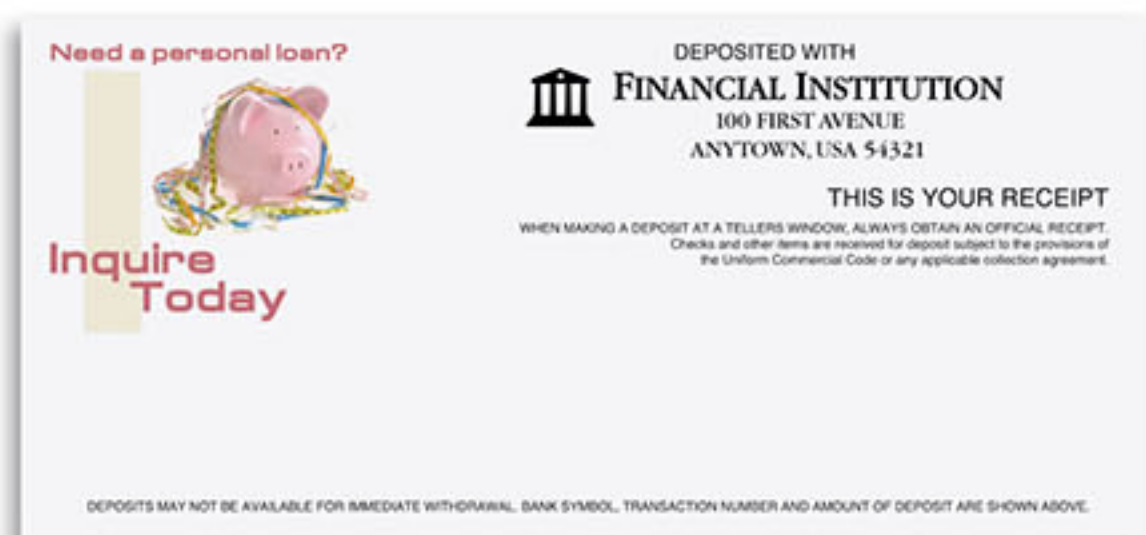 Need a personal loan?
Inquire
Today
DEPOSITED WITH
FINANCIAL INSTITUTION
100 FIRST AVENUE
ANYTOWN, USA 54321
THIS IS YOUR RECEIPT
WHEN MAKING A DEPOSIT AT A TELLERS WINDOW, ALWAYS OBTAIN AN OFFICIAL RECEIPT.
Checks and other items are received for deposit subject to the provisions of
the Uniform Commercial Code or any applicable collection agreement.
DEPOSITS MAY NOT BE AVAILABLE FOR IMMEDIATE WITHDRAWAL. BANK SYMBOL, TRANSACTION NUMBER AND AMOUNT OF DEPOSIT ARE SHOWN ABOVE.